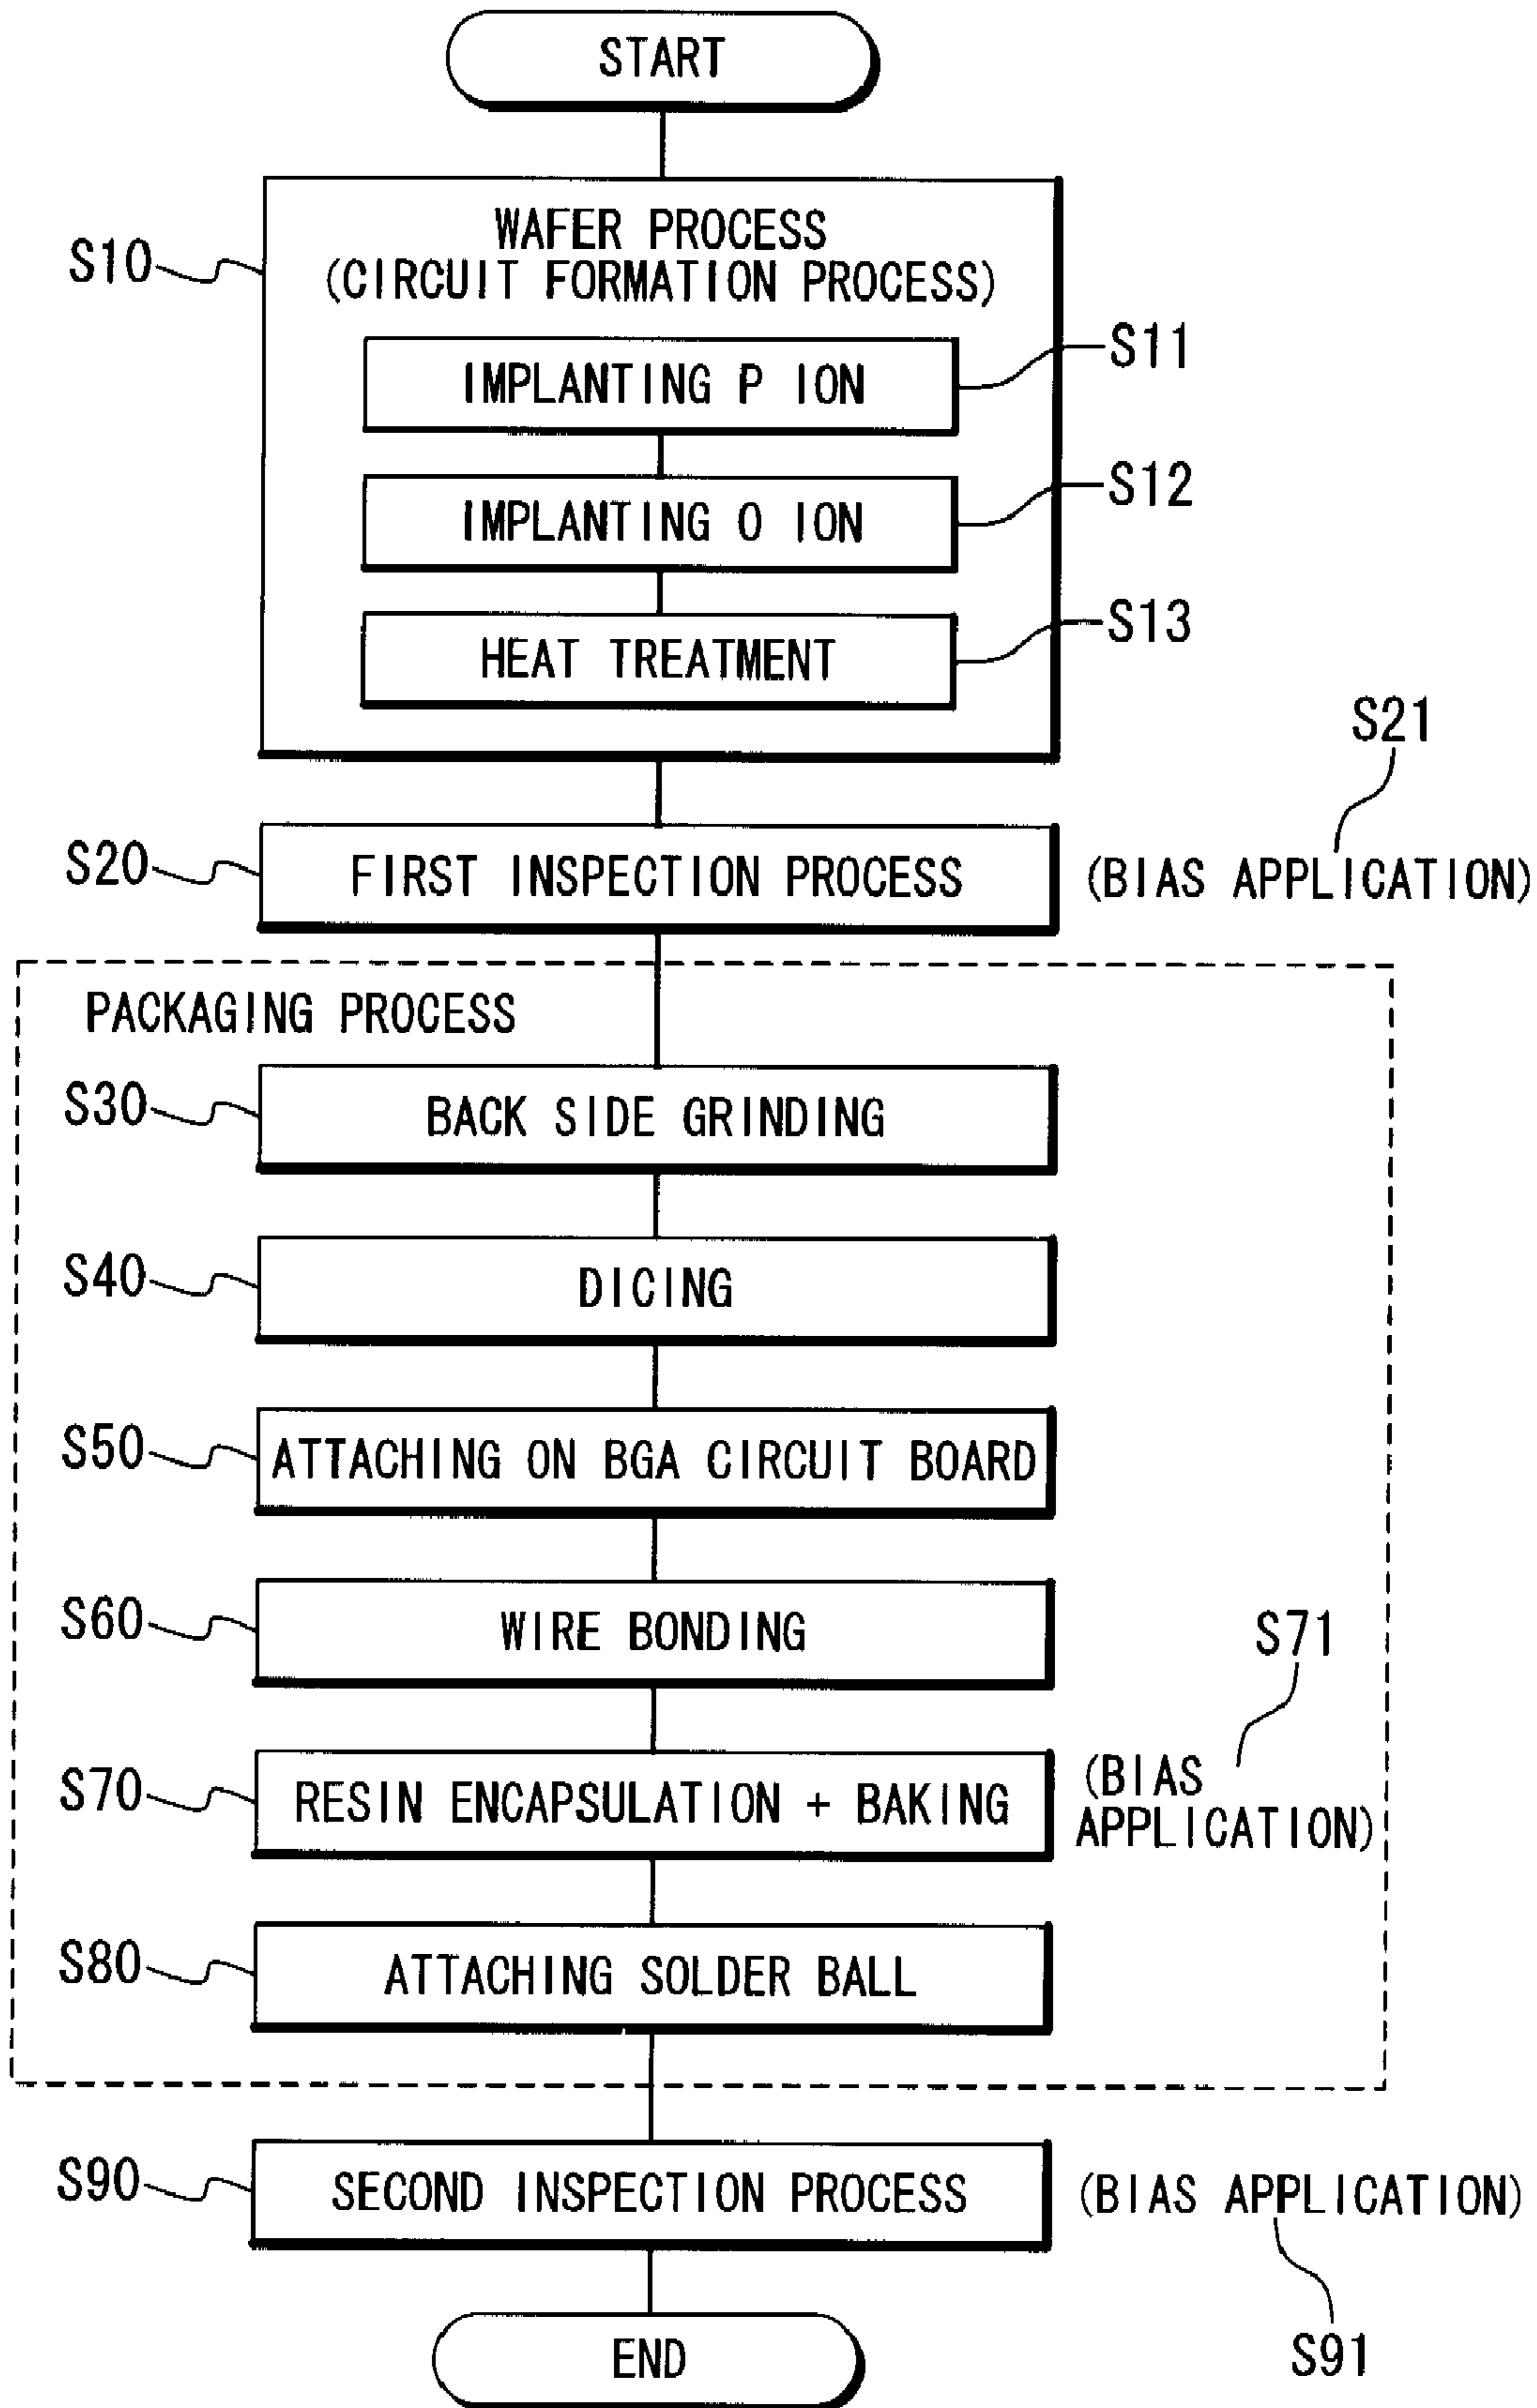 START
S10
WAFER PROCESS
(CIRCUIT FORMATION PROCESS)
IMPLANTING P ION
S11
IMPLANTING O ION
S12
HEAT TREATMENT
S13
S20
FIRST INSPECTION PROCESS
(BIAS APPLICATION)
S21
PACKAGING PROCESS
S30
BACK SIDE GRINDING
S40
DICING
S50
ATTACHING ON BGA CIRCUIT BOARD
S60
WIRE BONDING
S70
RESIN ENCAPSULATION + BAKING
(BIAS
APPLICATION)
S71
S80
ATTACHING SOLDER BALL
S90
SECOND INSPECTION PROCESS
(BIAS APPLICATION)
S91
END